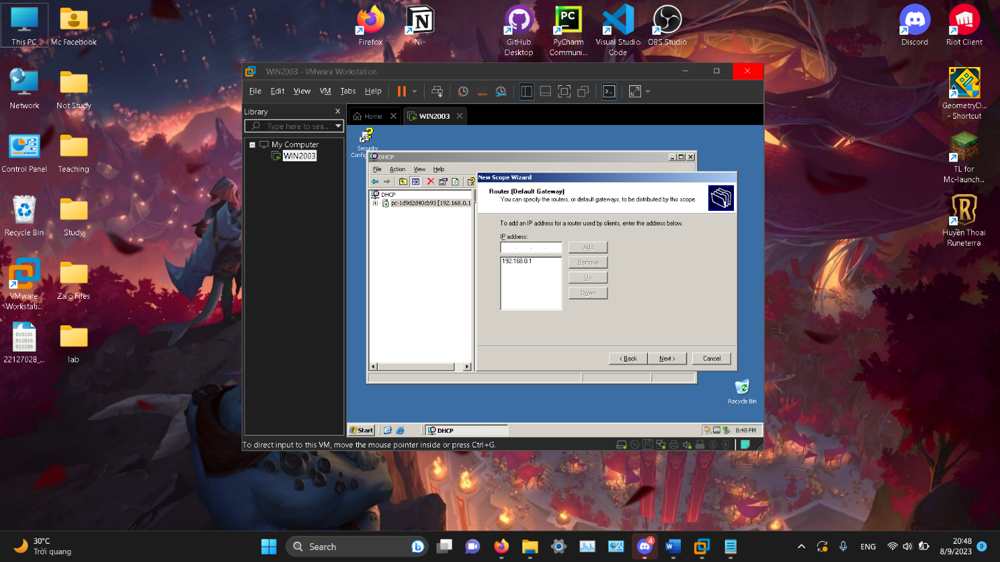 This PC
Mc Facebook
Firefox
Ni-
GitHub
Desktop
PyCharm
Communi...
Visual Studio
Code
OBS Studio
Discord
Riot Client
Network
Not Study
GeometryD...
- Shortcut
Control Panel
Teaching
TL for
Mc-launch...
Recycle Bin
Study
Huyền Thoại
Runeterra
VMware
Workstati...
Zalo Files
22127028_...
lab
WIN2003 - VMware Workstation
File Edit View VM Tabs Help
Library
Type here to sea...
My Computer
WIN2003
Home
WIN2003
Security
Config
DHCP
File Action View Help
DHCP
pc-1d9d2d40cb93 [192.168.0.1
New Scope Wizard
Router (Default Gateway)
You can specify the routers, or default gateways, to be distributed by this scope.
To add an IP address for a router used by clients, enter the address below.
IP address:
Add
192.168.0.1
Remove
Up
Down
< Back
Next >
Cancel
Recycle Bin
Start
DHCP
8:48 PM
To direct input to this VM, move the mouse pointer inside or press Ctrl+G.
30°C
Trời quang
Search
4
ENG
20:48
8/9/2023
9